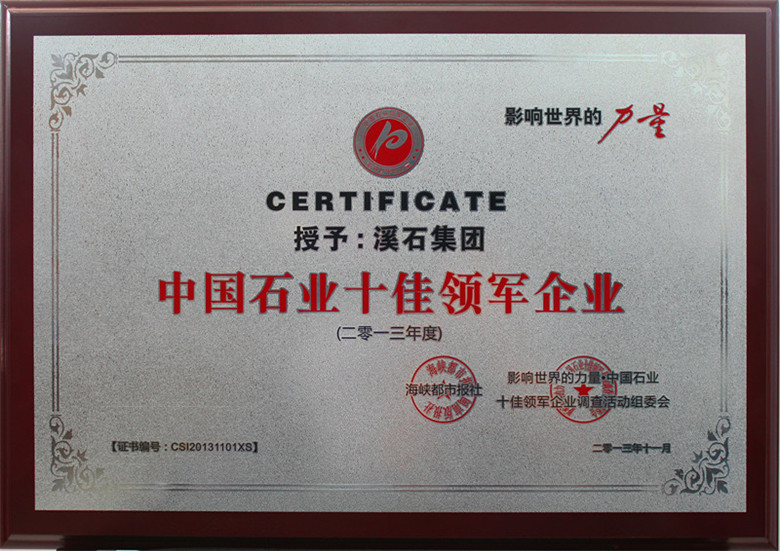 影响世界的力量
CERTIFICATE
授予：溪石集团
中国石业十佳领军企业
(二零一三年度)
海峡都市报社
影响世界的力量·中国石业
十佳领军企业调查活动组委会
【证书编号：CSI20131101XS】
二零一三年十一月